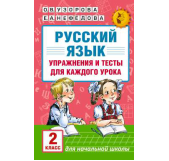 О.В.УЗОРОВА
Е.А.НЕФЁДОВА
РУССКИЙ
ЯЗЫК
УПРАЖНЕНИЯ И ТЕСТЫ
ДЛЯ КАЖДОГО УРОКА
2
КЛАСС
для начальной школы